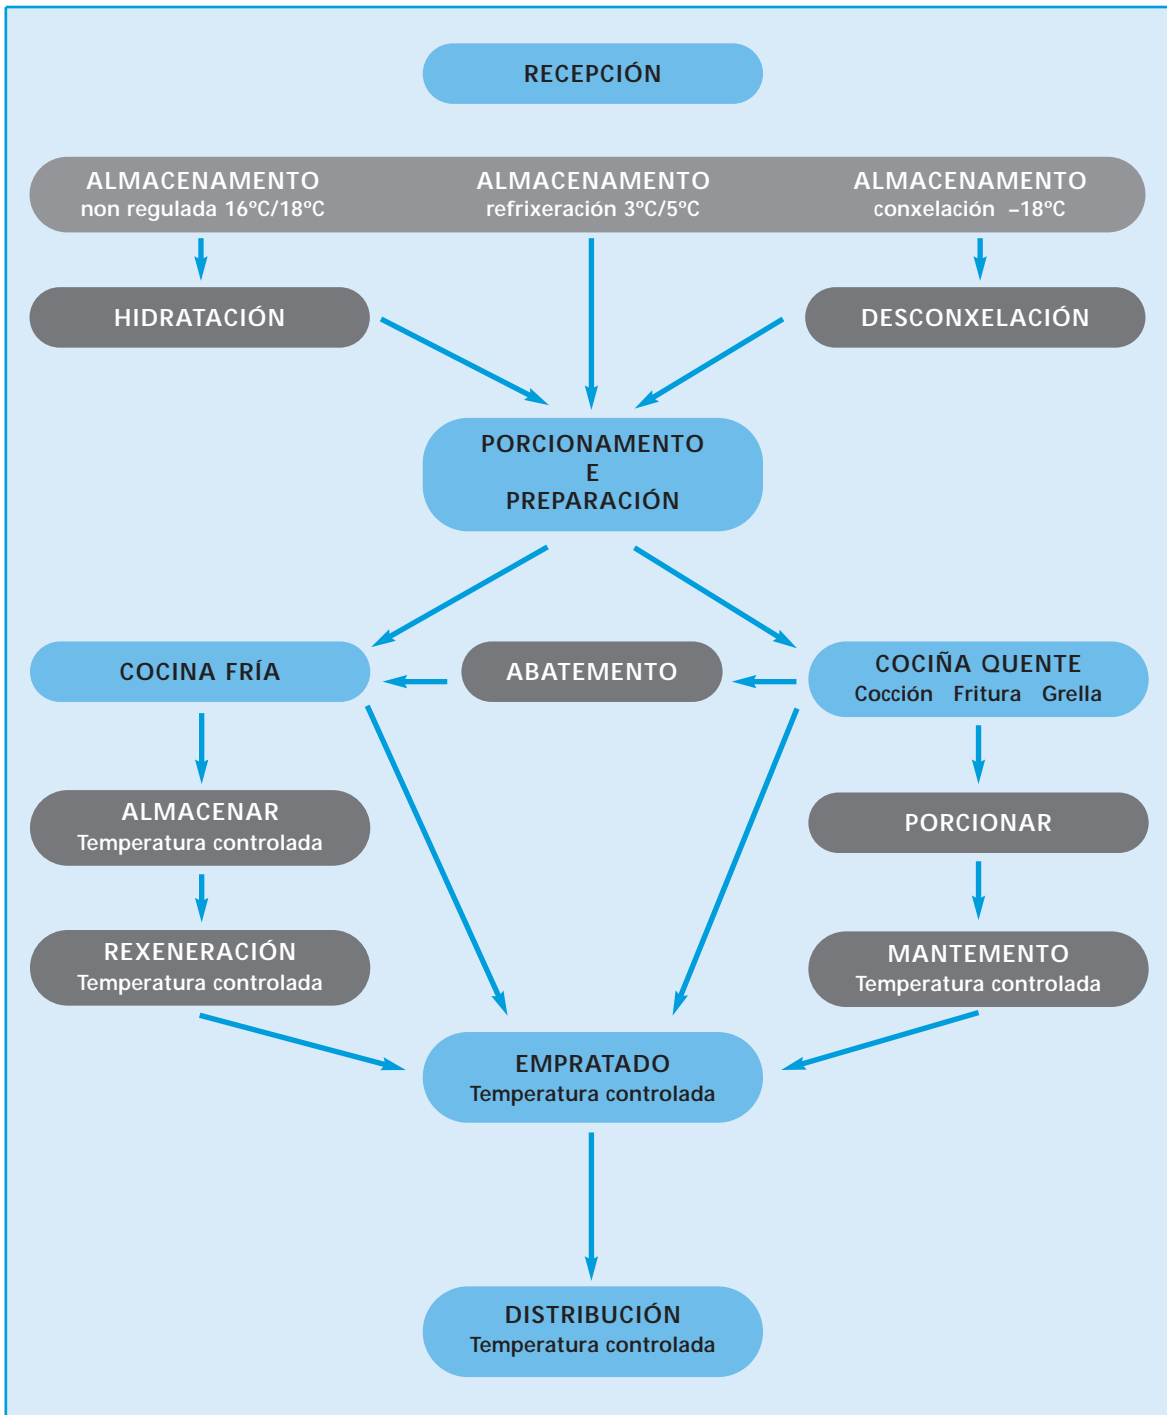 RECEPCIÓN
ALMACENAMENTO
non regulada 16ºC/18ºC
ALMACENAMENTO
refrixeración 3ºC/5ºC
ALMACENAMENTO
conxelación –18ºC
HIDRATACIÓN
DESCONXELACIÓN
PORCIONAMENTO
E
PREPARACIÓN
COCINA FRÍA
ABATEMENTO
COCIÑA QUENTE
Cocción Fritura Grella
ALMACENAR
Temperatura controlada
PORCIONAR
REXENERACIÓN
Temperatura controlada
MANTEMENTO
Temperatura controlada
EMPRATADO
Temperatura controlada
DISTRIBUCIÓN
Temperatura controlada